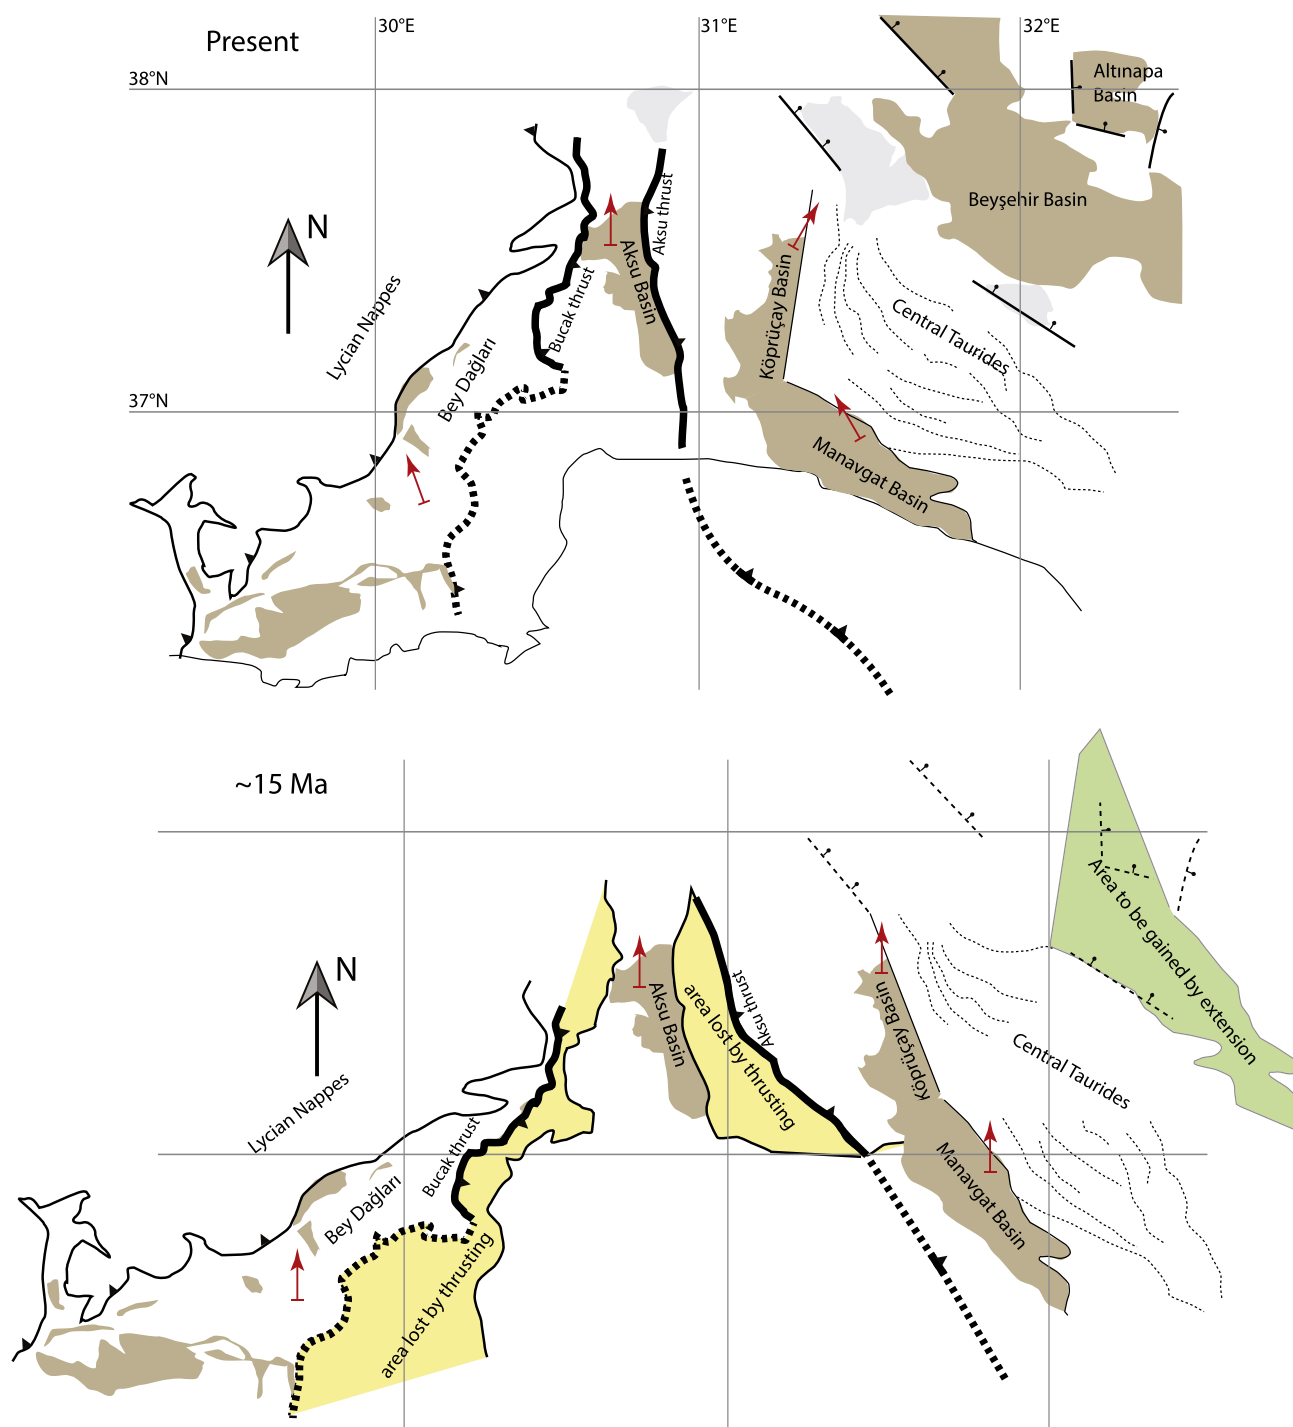 Present
30°E
31°E
32°E
38°N
Altınapa
Basin
Beyşehir Basin
Aksu thrust
N
Aksu Basin
Bucak thrust
Köprüçay Basin
Lycian Nappes
Central Taurides
Bey Dağları
37°N
Manavgat Basin
~15 Ma
Area to be gained by extension
N
Aksu thrust
Aksu Basin
area lost by thrusting
Köprüçay Basin
Central Taurides
Lycian Nappes
Bucak thrust
Bey Dağları
Manavgat Basin
area lost by thrusting